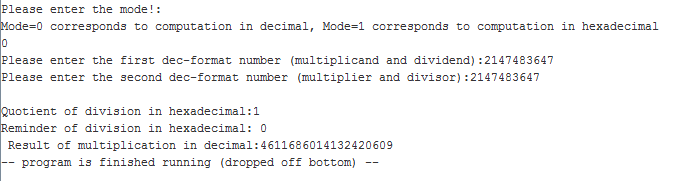 Please enter the mode!:
Mode=0 corresponds to computation in decimal, Mode=1 corresponds to computation in hexadecimal
0
Please enter the first dec-format number (multiplicand and dividend):2147483647
Please enter the second dec-format number (multiplier and divisor):2147483647
Quotient of division in hexadecimal:1
Reminder of division in hexadecimal: 0
Result of multiplication in decimal:4611686014132420609
-- program is finished running (dropped off bottom) --